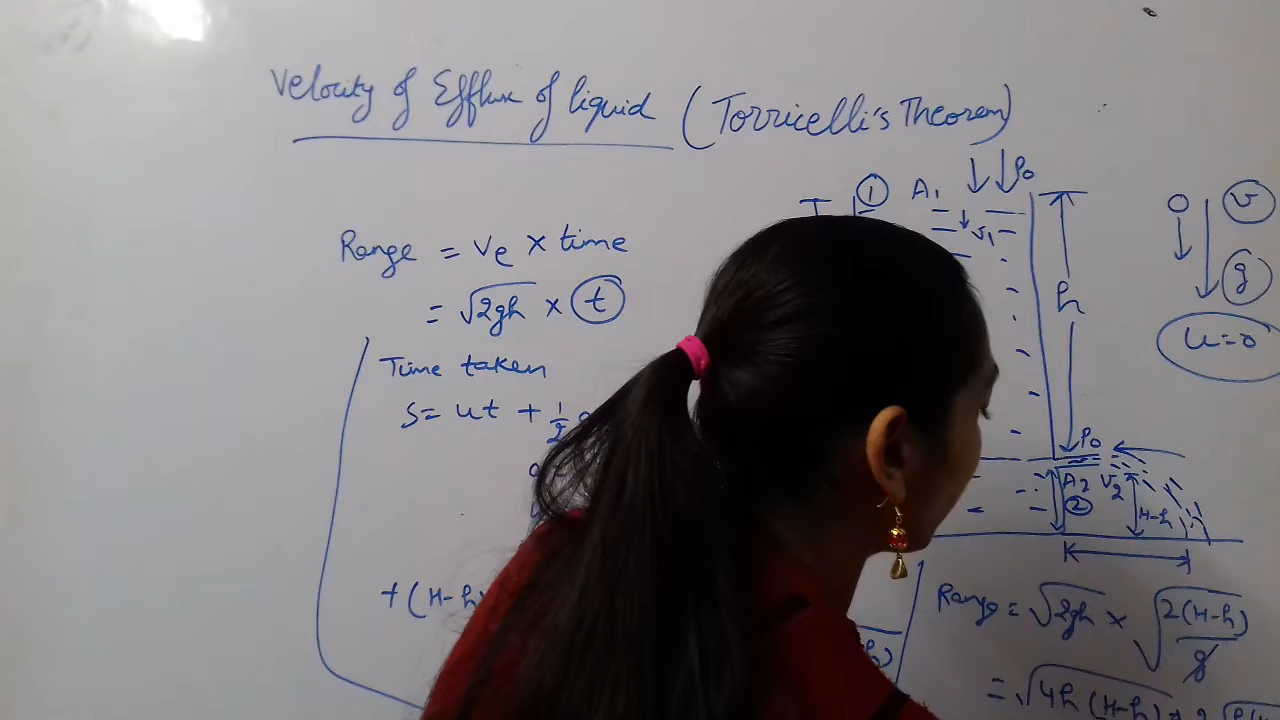 Velocity of Efflux of liquid (Torricelli's Theorem)
Range = Ve × time
= √2gh × t
Time taken
S = ut + 1/2
+(H-h)
h)
1
A1
P0
v1
h
P0
A2 V2
2
H-h
v
g
u=0
Range = √2gh × √2(H-h)/g
= √4h(H-h)